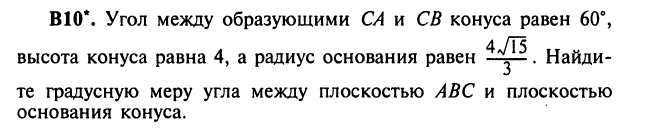 В10*. Угол между образующими CA и CB конуса равен 60°,
высота конуса равна 4, а радиус основания равен 4√15/3. Найди-
те градусную меру угла между плоскостью ABC и плоскостью
основания конуса.